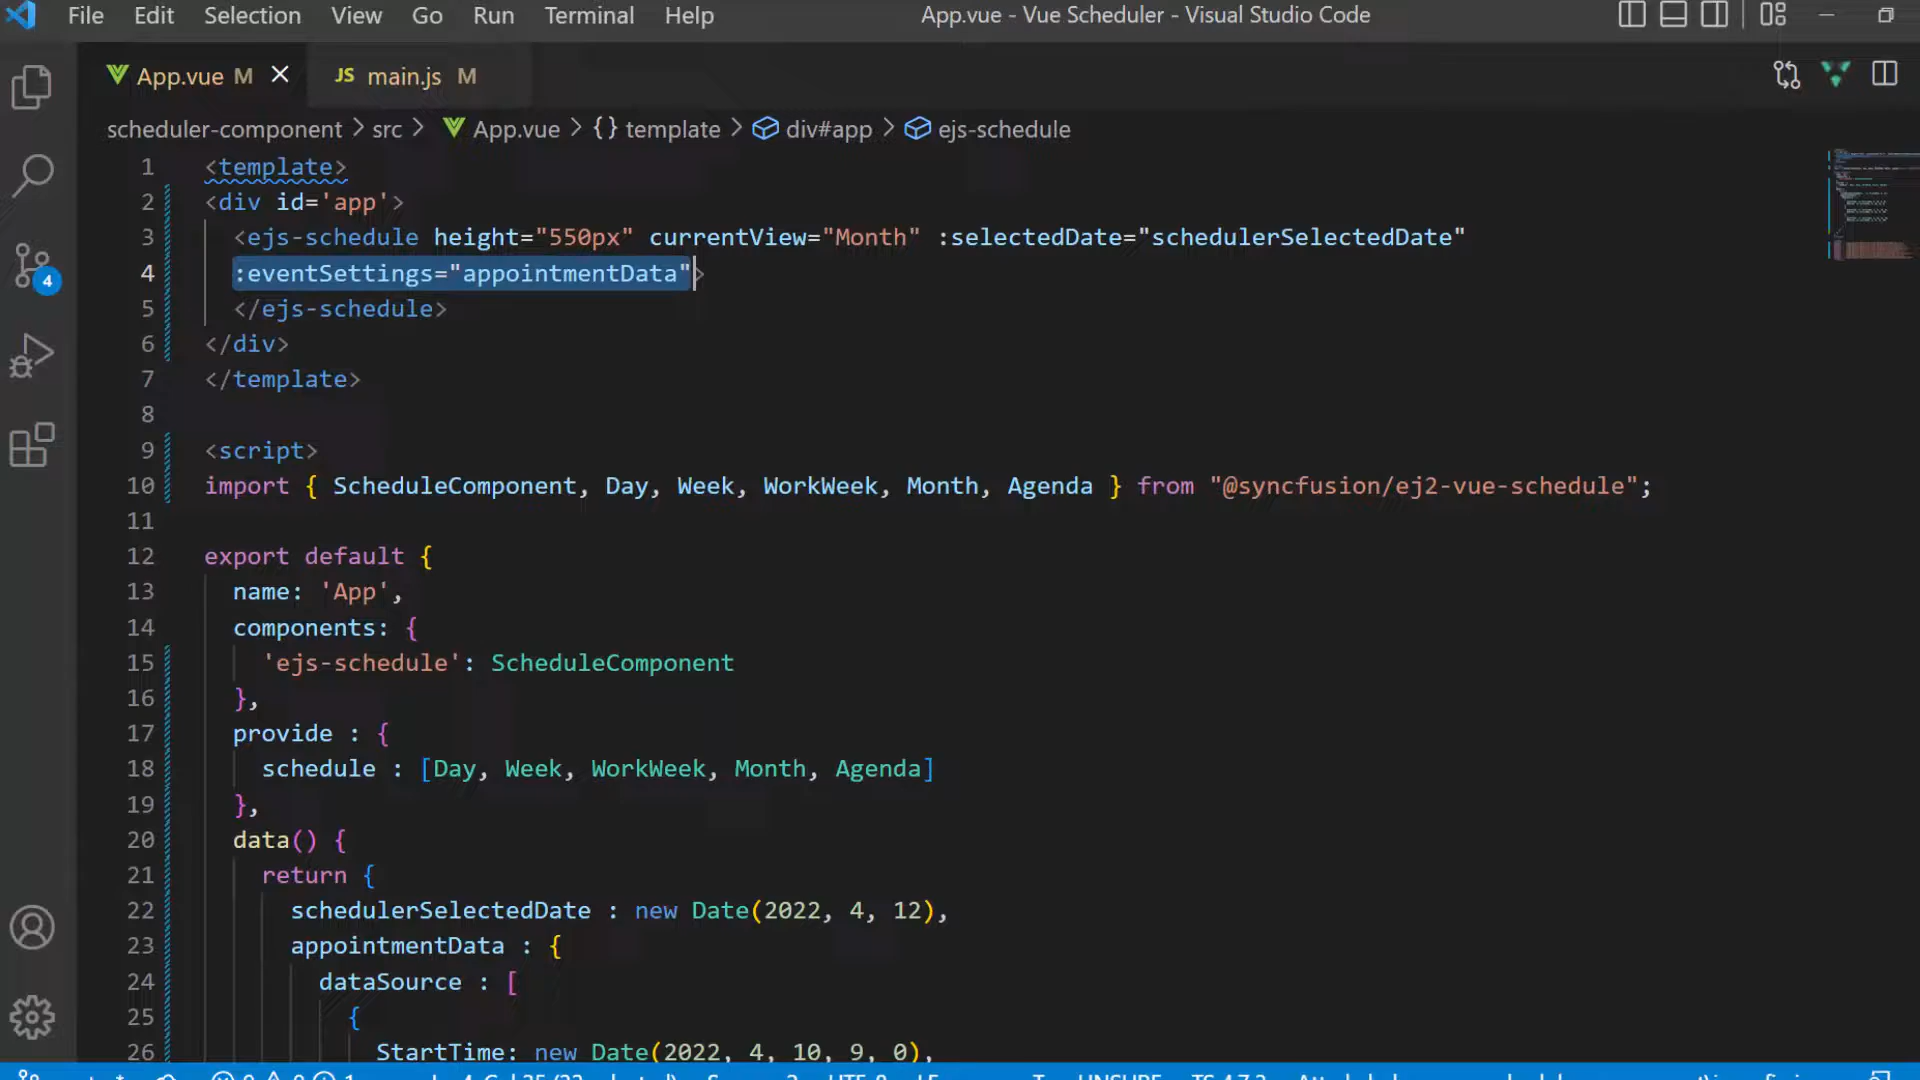 File Edit Selection View Go Run Terminal Help App.vue - Vue Scheduler - Visual Studio Code
App.vue M JS main.js M
scheduler-component > src > App.vue > {} template > div#app > ejs-schedule
1 <template>
2 <div id='app'>
3 <ejs-schedule height="550px" currentView="Month" :selectedDate="schedulerSelectedDate"
4 :eventSettings="appointmentData">
5 </ejs-schedule>
6 </div>
7 </template>
8
9 <script>
10 import { ScheduleComponent, Day, Week, WorkWeek, Month, Agenda } from "@syncfusion/ej2-vue-schedule";
11
12 export default {
13 name: 'App',
14 components: {
15 'ejs-schedule': ScheduleComponent
16 },
17 provide : {
18 schedule : [Day, Week, WorkWeek, Month, Agenda]
19 },
20 data() {
21 return {
22 schedulerSelectedDate : new Date(2022, 4, 12),
23 appointmentData : {
24 dataSource : [
25 {
26 StartTime: new Date(2022, 4, 10, 9, 0),
4